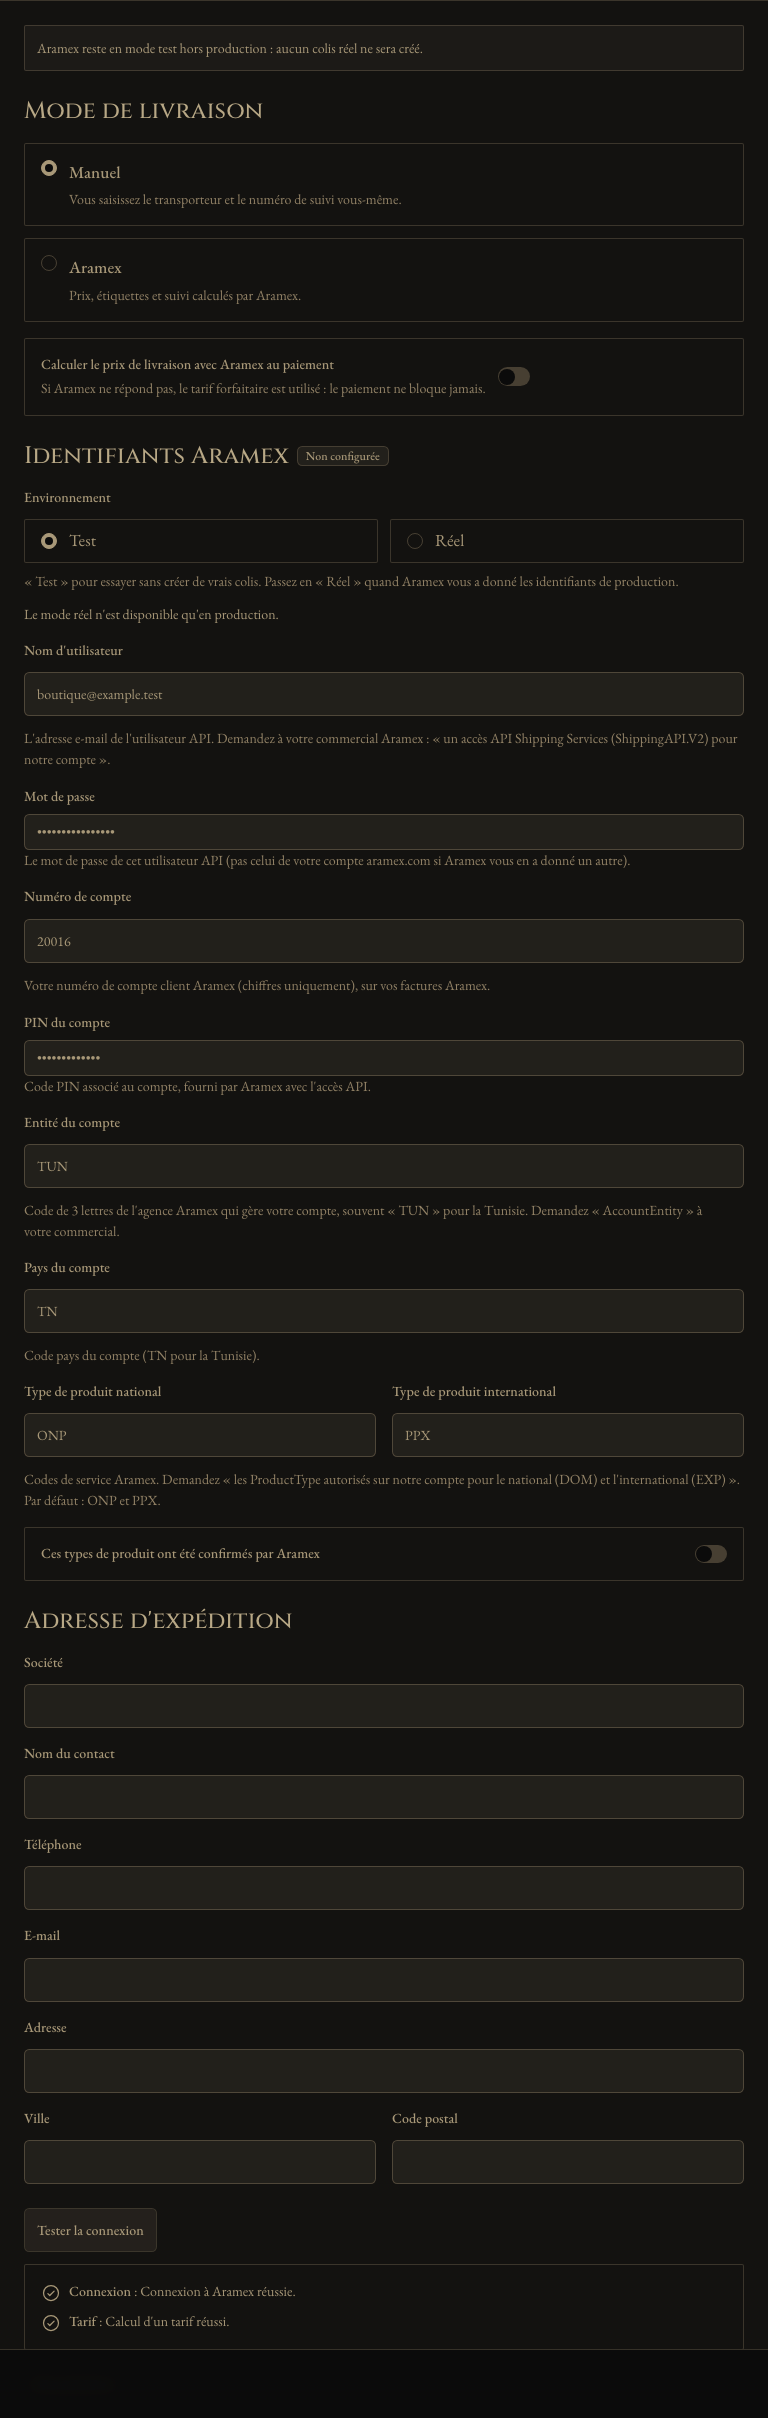 Aramex reste en mode test hors production : aucun colis réel ne sera créé.
Mode de livraison
Manuel
Vous saisissez le transporteur et le numéro de suivi vous-même.
Aramex
Prix, étiquettes et suivi calculés par Aramex.
Calculer le prix de livraison avec Aramex au paiement
Si Aramex ne répond pas, le tarif forfaitaire est utilisé : le paiement ne bloque jamais.
Identifiants Aramex Non configurée
Environnement
Test Réel
« Test » pour essayer sans créer de vrais colis. Passez en « Réel » quand Aramex vous a donné les identifiants de production.
Le mode réel n'est disponible qu'en production.
Nom d'utilisateur
boutique@example.test
L'adresse e-mail de l'utilisateur API. Demandez à votre commercial Aramex : « un accès API Shipping Services (ShippingAPI.V2) pour
notre compte ».
Mot de passe
••••••••••••••••
Le mot de passe de cet utilisateur API (pas celui de votre compte aramex.com si Aramex vous en a donné un autre).
Numéro de compte
20016
Votre numéro de compte client Aramex (chiffres uniquement), sur vos factures Aramex.
PIN du compte
•••••••••••••
Code PIN associé au compte, fourni par Aramex avec l'accès API.
Entité du compte
TUN
Code de 3 lettres de l'agence Aramex qui gère votre compte, souvent « TUN » pour la Tunisie. Demandez « AccountEntity » à
votre commercial.
Pays du compte
TN
Code pays du compte (TN pour la Tunisie).
Type de produit national Type de produit international
ONP PPX
Codes de service Aramex. Demandez « les ProductType autorisés sur notre compte pour le national (DOM) et l'international (EXP) ».
Par défaut : ONP et PPX.
Ces types de produit ont été confirmés par Aramex
Adresse d'expédition
Société
Nom du contact
Téléphone
E-mail
Adresse
Ville Code postal
Tester la connexion
Connexion : Connexion à Aramex réussie.
Tarif : Calcul d'un tarif réussi.